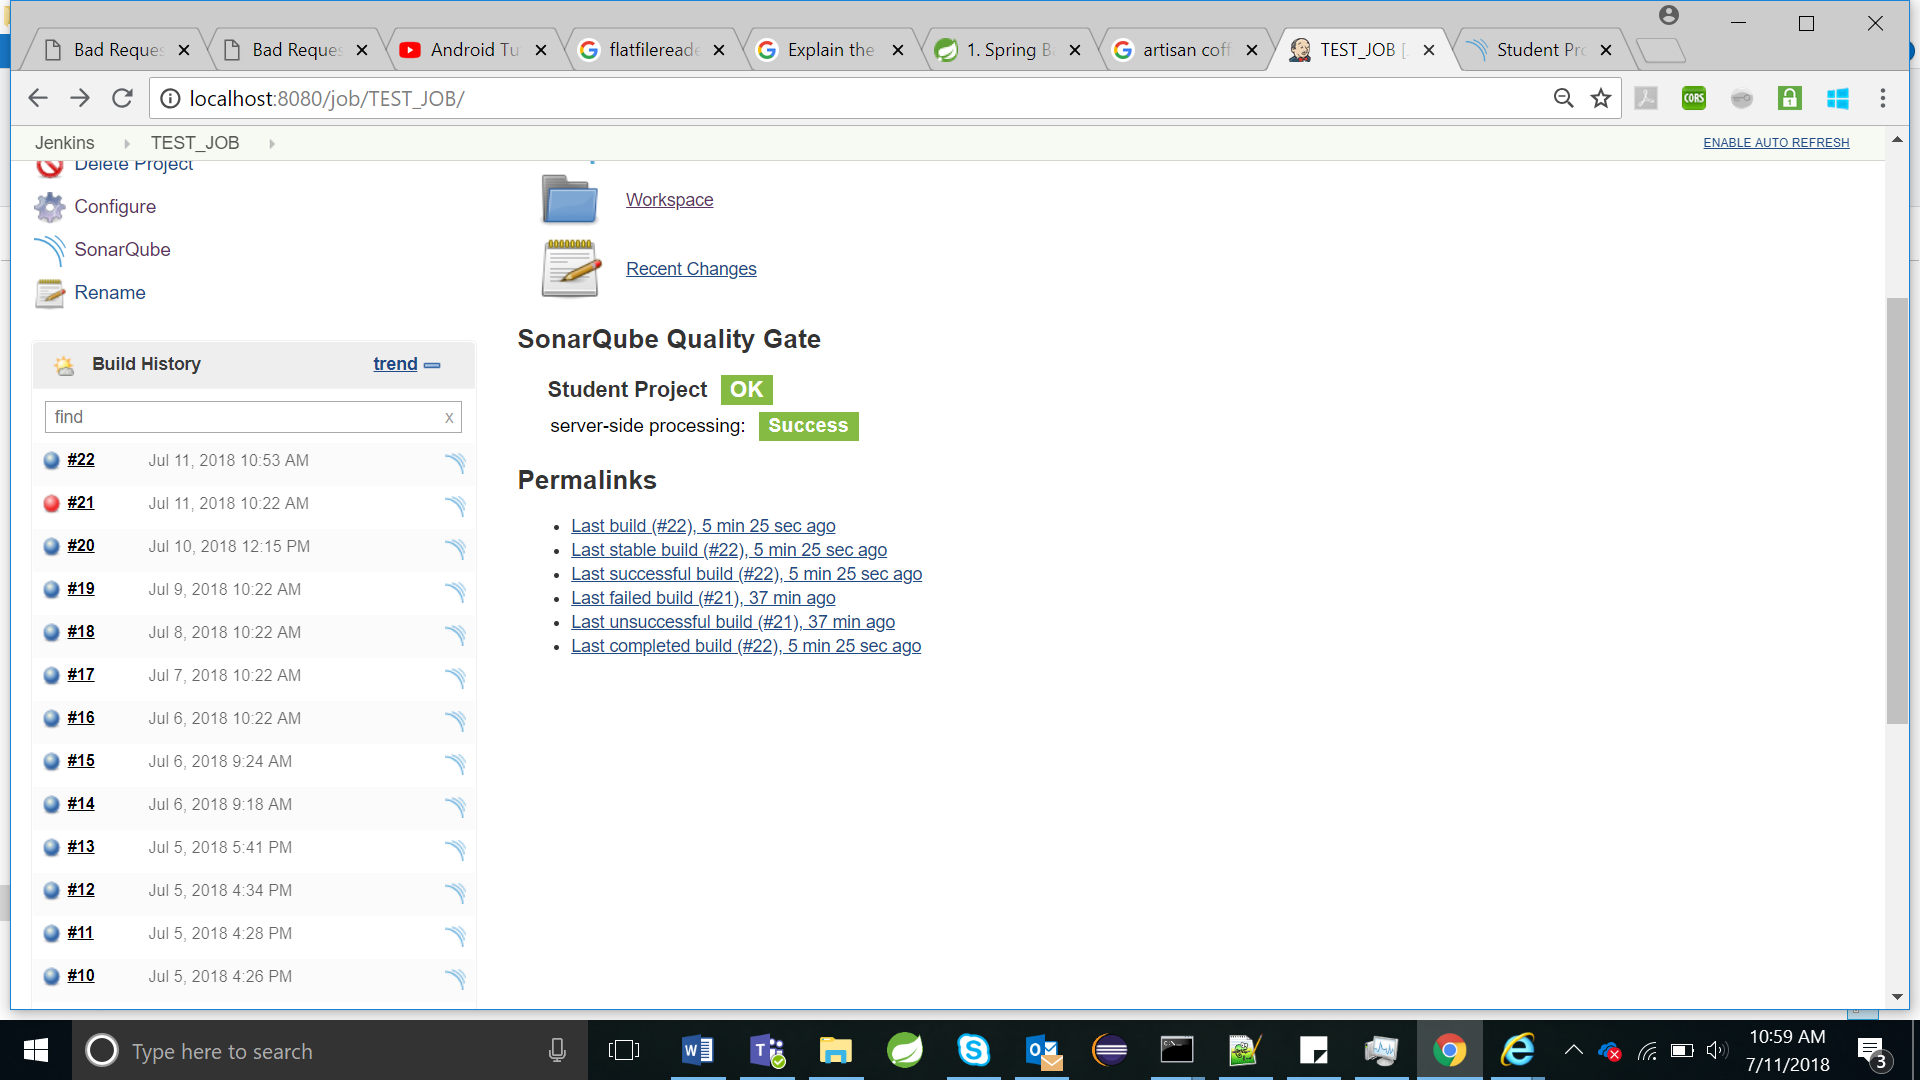 Bad Reques
Bad Reques
Android Tu
flatfilereade
Explain the
1. Spring B
artisan coff
TEST_JOB [
Student Pro
localhost:8080/job/TEST_JOB/
CORS
Jenkins
TEST_JOB
ENABLE AUTO REFRESH
Delete Project
Configure
SonarQube
Rename
Workspace
Recent Changes
SonarQube Quality Gate
Student Project OK
server-side processing: Success
Permalinks
Last build (#22), 5 min 25 sec ago
Last stable build (#22), 5 min 25 sec ago
Last successful build (#22), 5 min 25 sec ago
Last failed build (#21), 37 min ago
Last unsuccessful build (#21), 37 min ago
Last completed build (#22), 5 min 25 sec ago
Build History trend
find x
#22 Jul 11, 2018 10:53 AM
#21 Jul 11, 2018 10:22 AM
#20 Jul 10, 2018 12:15 PM
#19 Jul 9, 2018 10:22 AM
#18 Jul 8, 2018 10:22 AM
#17 Jul 7, 2018 10:22 AM
#16 Jul 6, 2018 10:22 AM
#15 Jul 6, 2018 9:24 AM
#14 Jul 6, 2018 9:18 AM
#13 Jul 5, 2018 5:41 PM
#12 Jul 5, 2018 4:34 PM
#11 Jul 5, 2018 4:28 PM
#10 Jul 5, 2018 4:26 PM
Type here to search
10:59 AM
7/11/2018
3